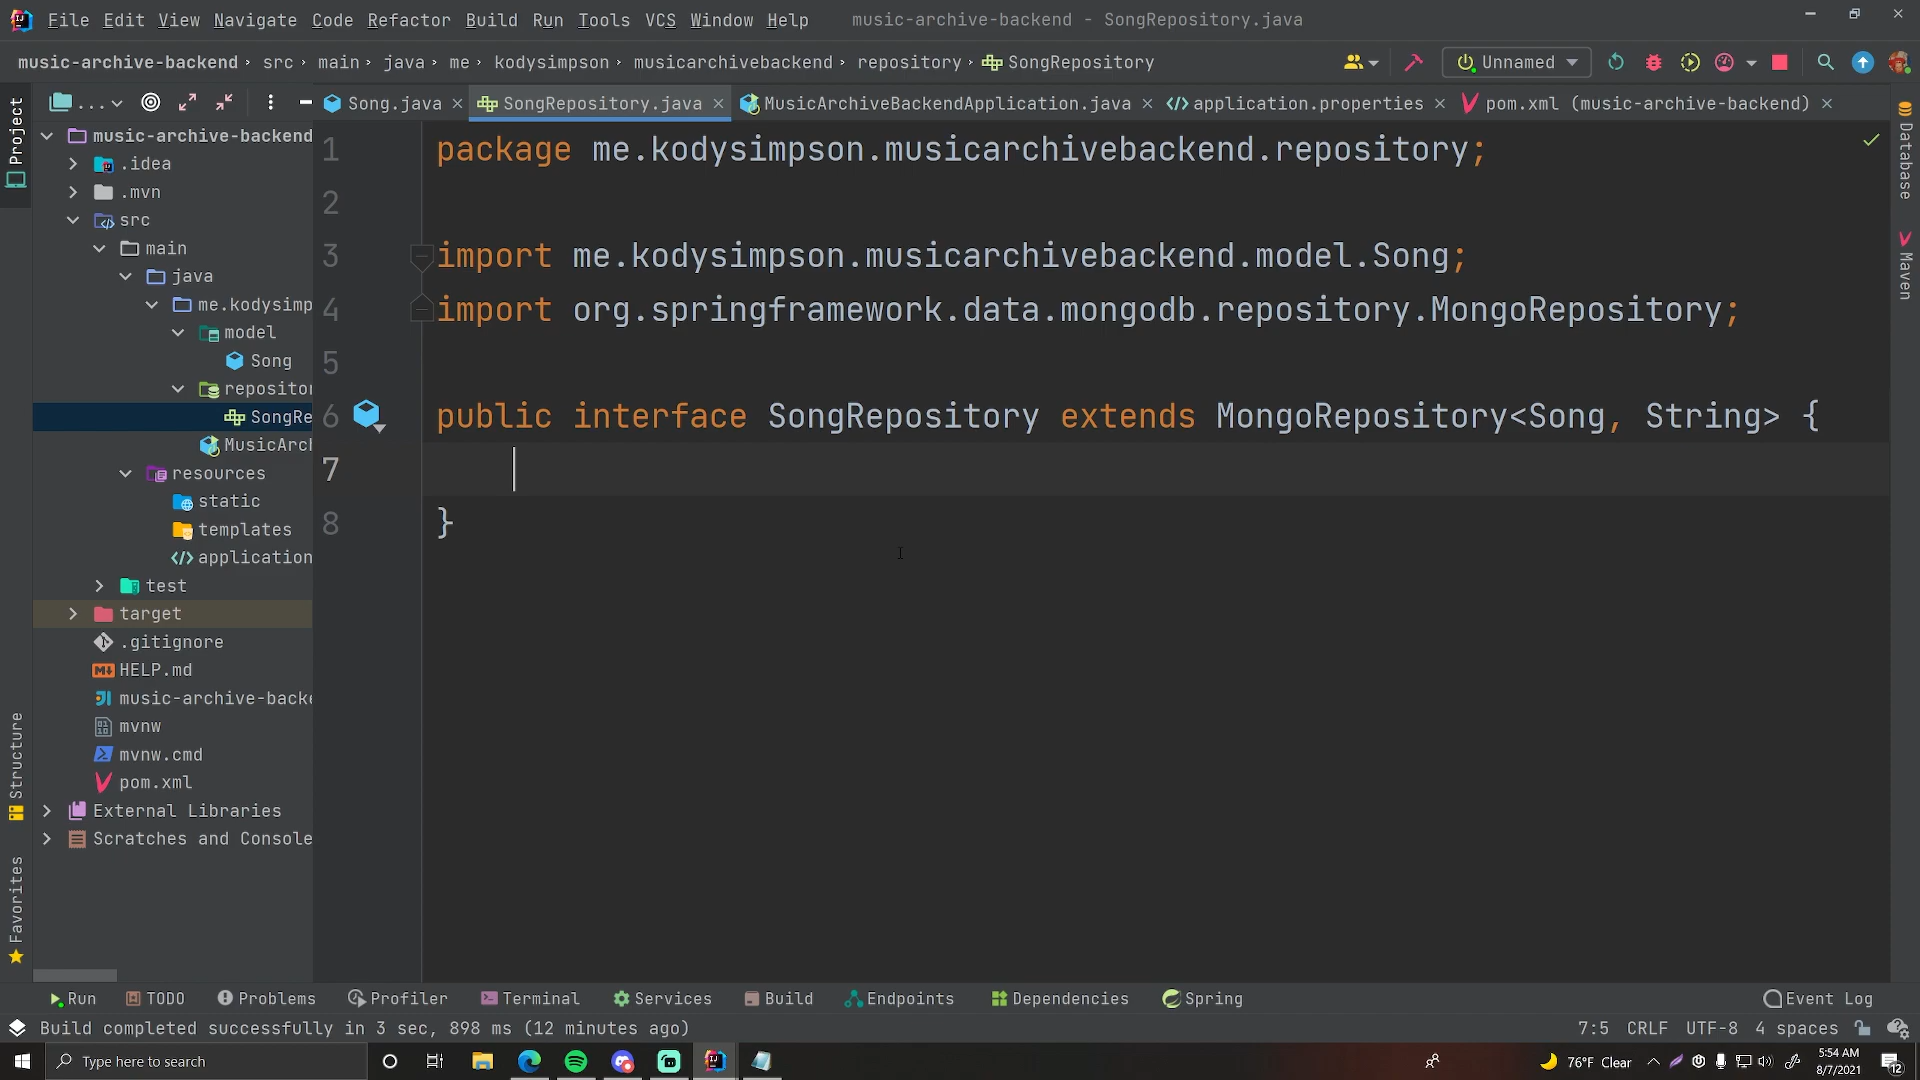 File Edit View Navigate Code Refactor Build Run Tools VCS Window Help music-archive-backend - SongRepository.java
music-archive-backend › src › main › java › me › kodysimpson › musicarchivebackend › repository › SongRepository
Unnamed
Project
... Song.java SongRepository.java MusicArchiveBackendApplication.java application.properties pom.xml (music-archive-backend)
music-archive-backend
.idea
.mvn
src
main
java
me.kodysimp
model
Song
repositor
SongRe
MusicArch
resources
static
templates
application
test
target
.gitignore
HELP.md
music-archive-backe
mvnw
mvnw.cmd
pom.xml
External Libraries
Scratches and Console
Structure
Favorites
1 package me.kodysimpson.musicarchivebackend.repository;
2
3 import me.kodysimpson.musicarchivebackend.model.Song;
4 import org.springframework.data.mongodb.repository.MongoRepository;
5
6 public interface SongRepository extends MongoRepository<Song, String> {
7
8 }
Database
Maven
Run TODO Problems Profiler Terminal Services Build Endpoints Dependencies Spring Event Log
Build completed successfully in 3 sec, 898 ms (12 minutes ago) 7:5 CRLF UTF-8 4 spaces
Type here to search 76°F Clear 5:54 AM
8/7/2021
12